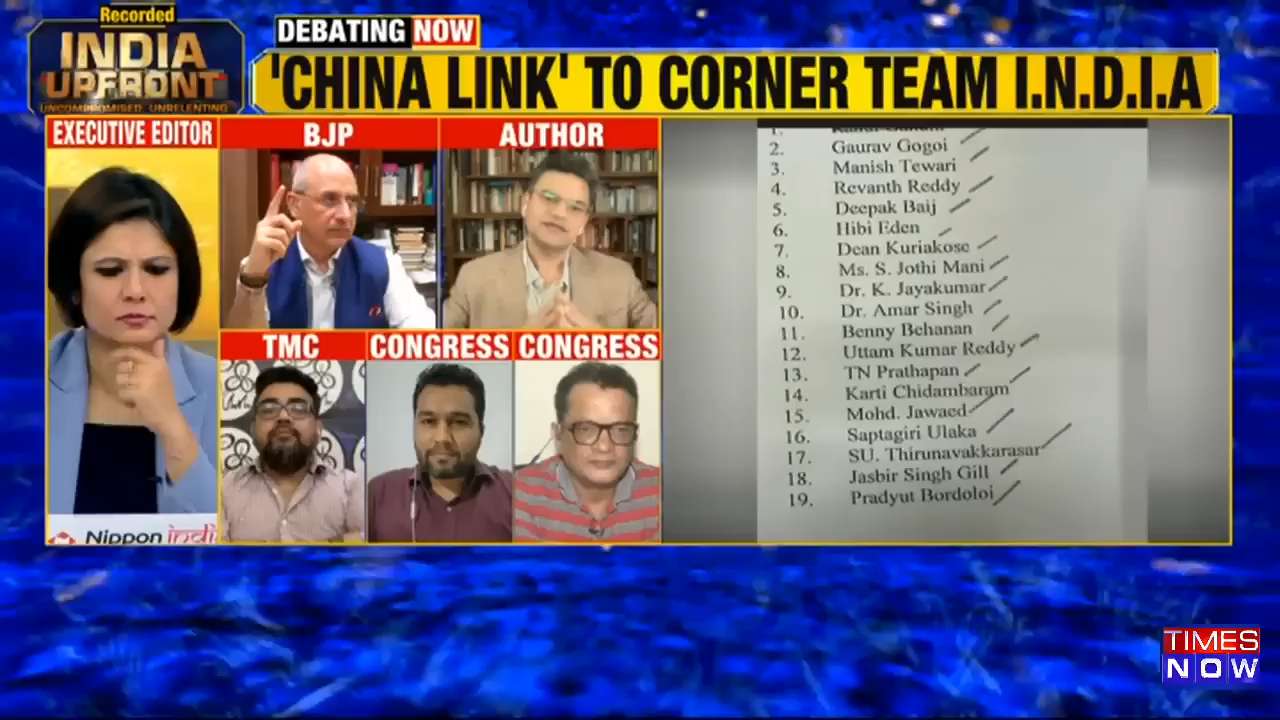 Recorded
INDIA
UPFRONT
UNCOMPROMISED. UNRELENTING
DEBATING NOW
'CHINA LINK' TO CORNER TEAM I.N.D.I.A
EXECUTIVE EDITOR
BJP
AUTHOR
TMC
CONGRESS
CONGRESS
Nippon indi
1.
2. Gaurav Gogoi
3. Manish Tewari
4. Revanth Reddy
5. Deepak Baij
6. Hibi Eden
7. Dean Kuriakose
8. Ms. S. Jothi Mani
9. Dr. K. Jayakumar
10. Dr. Amar Singh
11. Benny Behanan
12. Uttam Kumar Reddy
13. TN Prathapan
14. Karti Chidambaram
15. Mohd. Jawaed
16. Saptagiri Ulaka
17. SU. Thirunavakkarasar
18. Jasbir Singh Gill
19. Pradyut Bordoloi
TIMES
NOW